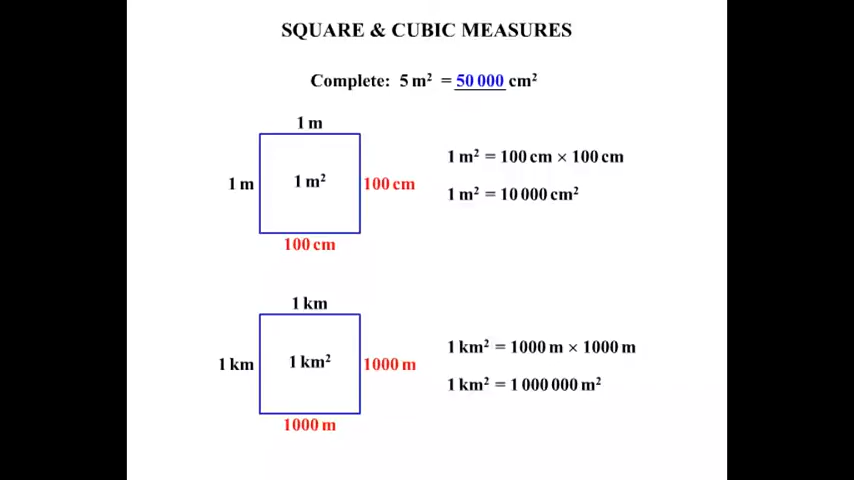 SQUARE & CUBIC MEASURES
Complete: 5 m² = 50 000 cm²
1 m
1 m
1 m²
100 cm
100 cm
1 m² = 100 cm × 100 cm
1 m² = 10 000 cm²
1 km
1 km
1 km²
1000 m
1000 m
1 km² = 1000 m × 1000 m
1 km² = 1 000 000 m²